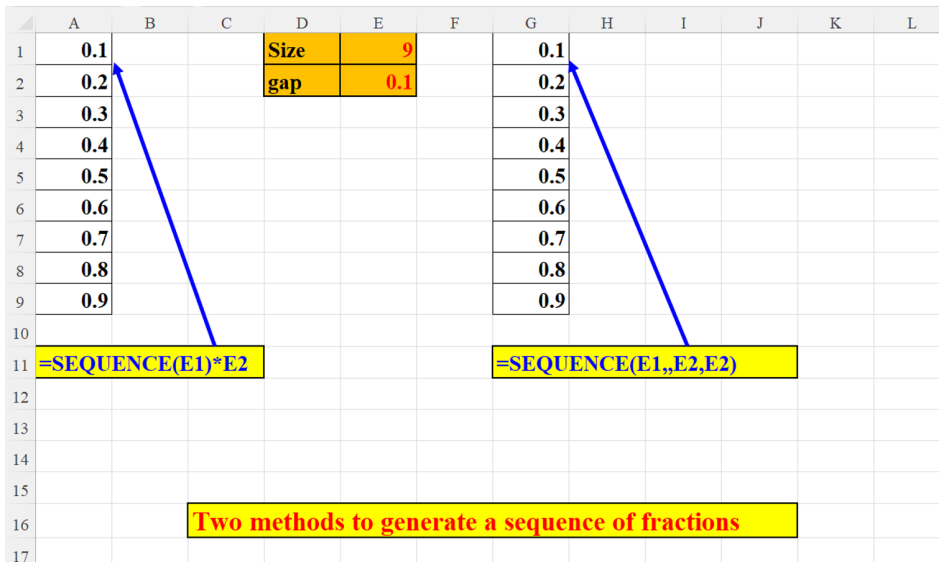 A B C D E F G H I J K L
1 0.1 Size 9 0.1
2 0.2 gap 0.1 0.2
3 0.3 0.3
4 0.4 0.4
5 0.5 0.5
6 0.6 0.6
7 0.7 0.7
8 0.8 0.8
9 0.9 0.9
10
11 =SEQUENCE(E1)*E2 =SEQUENCE(E1,,E2,E2)
12
13
14
15
16 Two methods to generate a sequence of fractions
17